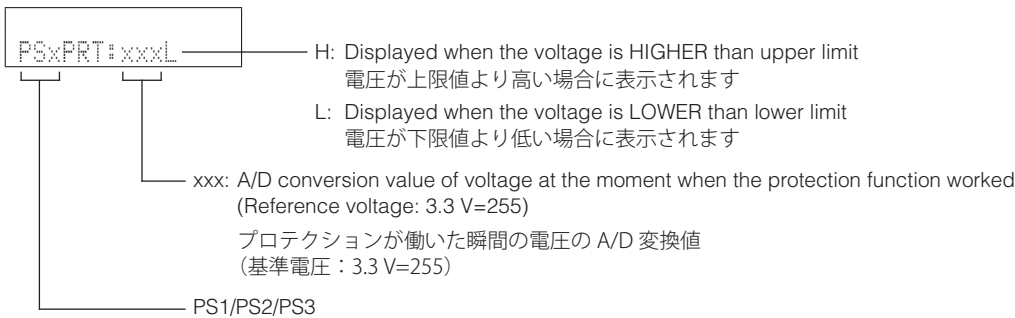 PSxPRT:xxxL
H: Displayed when the voltage is HIGHER than upper limit
電圧が上限値より高い場合に表示されます
L: Displayed when the voltage is LOWER than lower limit
電圧が下限値より低い場合に表示されます
xxx: A/D conversion value of voltage at the moment when the protection function worked
(Reference voltage: 3.3 V=255)
プロテクションが働いた瞬間の電圧の A/D 変換値
（基準電圧：3.3 V=255）
PS1/PS2/PS3